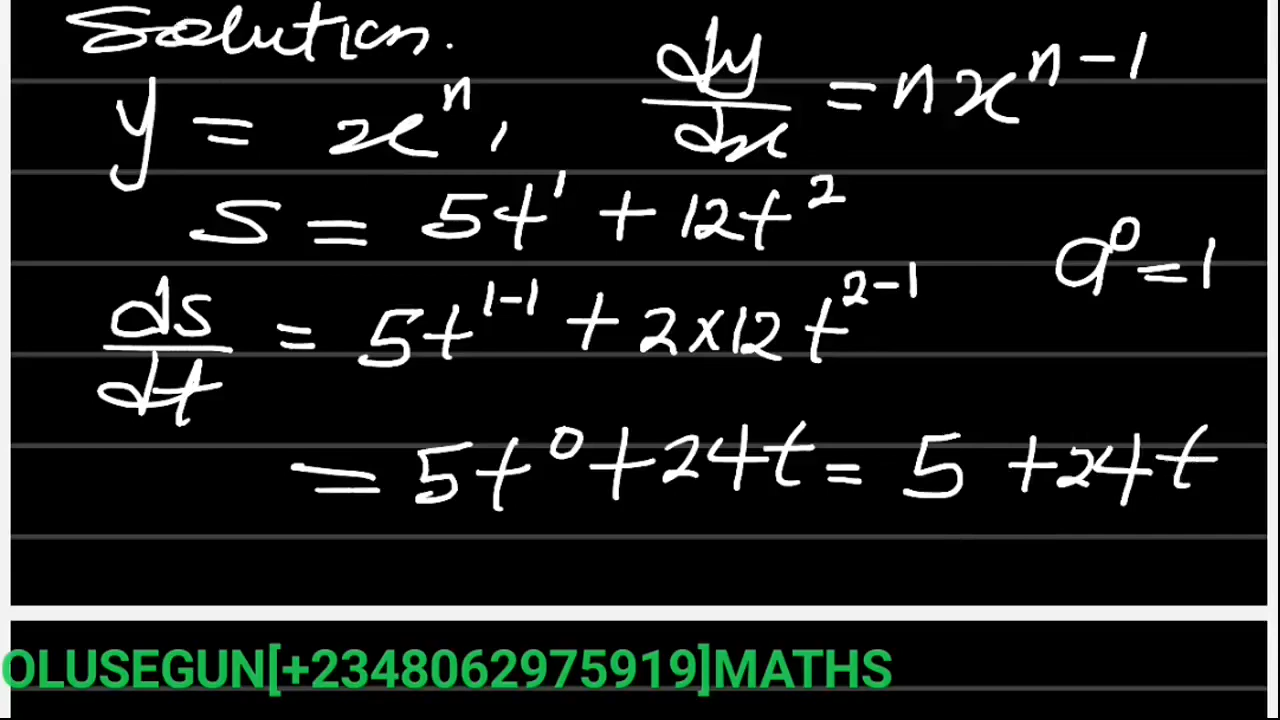 Solution.
y = x^n, dy/dx = nx^(n-1)
S = 5t^1 + 12t^2
a^0 = 1
ds/dt = 5t^(1-1) + 2×12t^(2-1)
= 5t^0 + 24t = 5 + 24t
OLUSEGUN[+2348062975919]MATHS